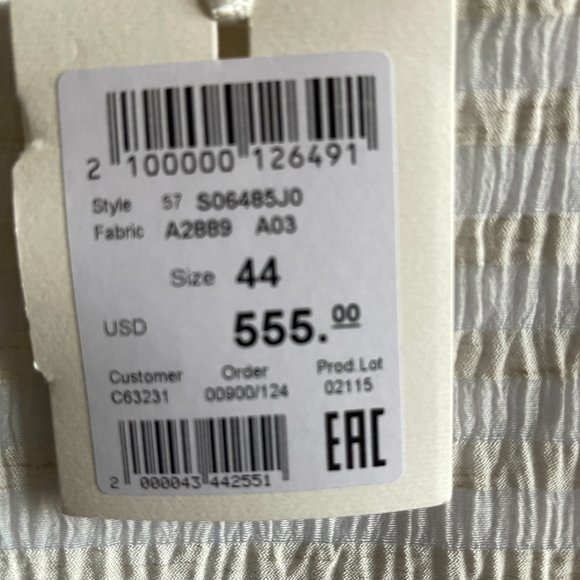 2 100000 126491
Style 57 S06485J0
Fabric A2889 A03
Size 44
USD 555.00
Customer Order Prod.Lot
C63231 00900/124 02115
2 000043 442551
EAC